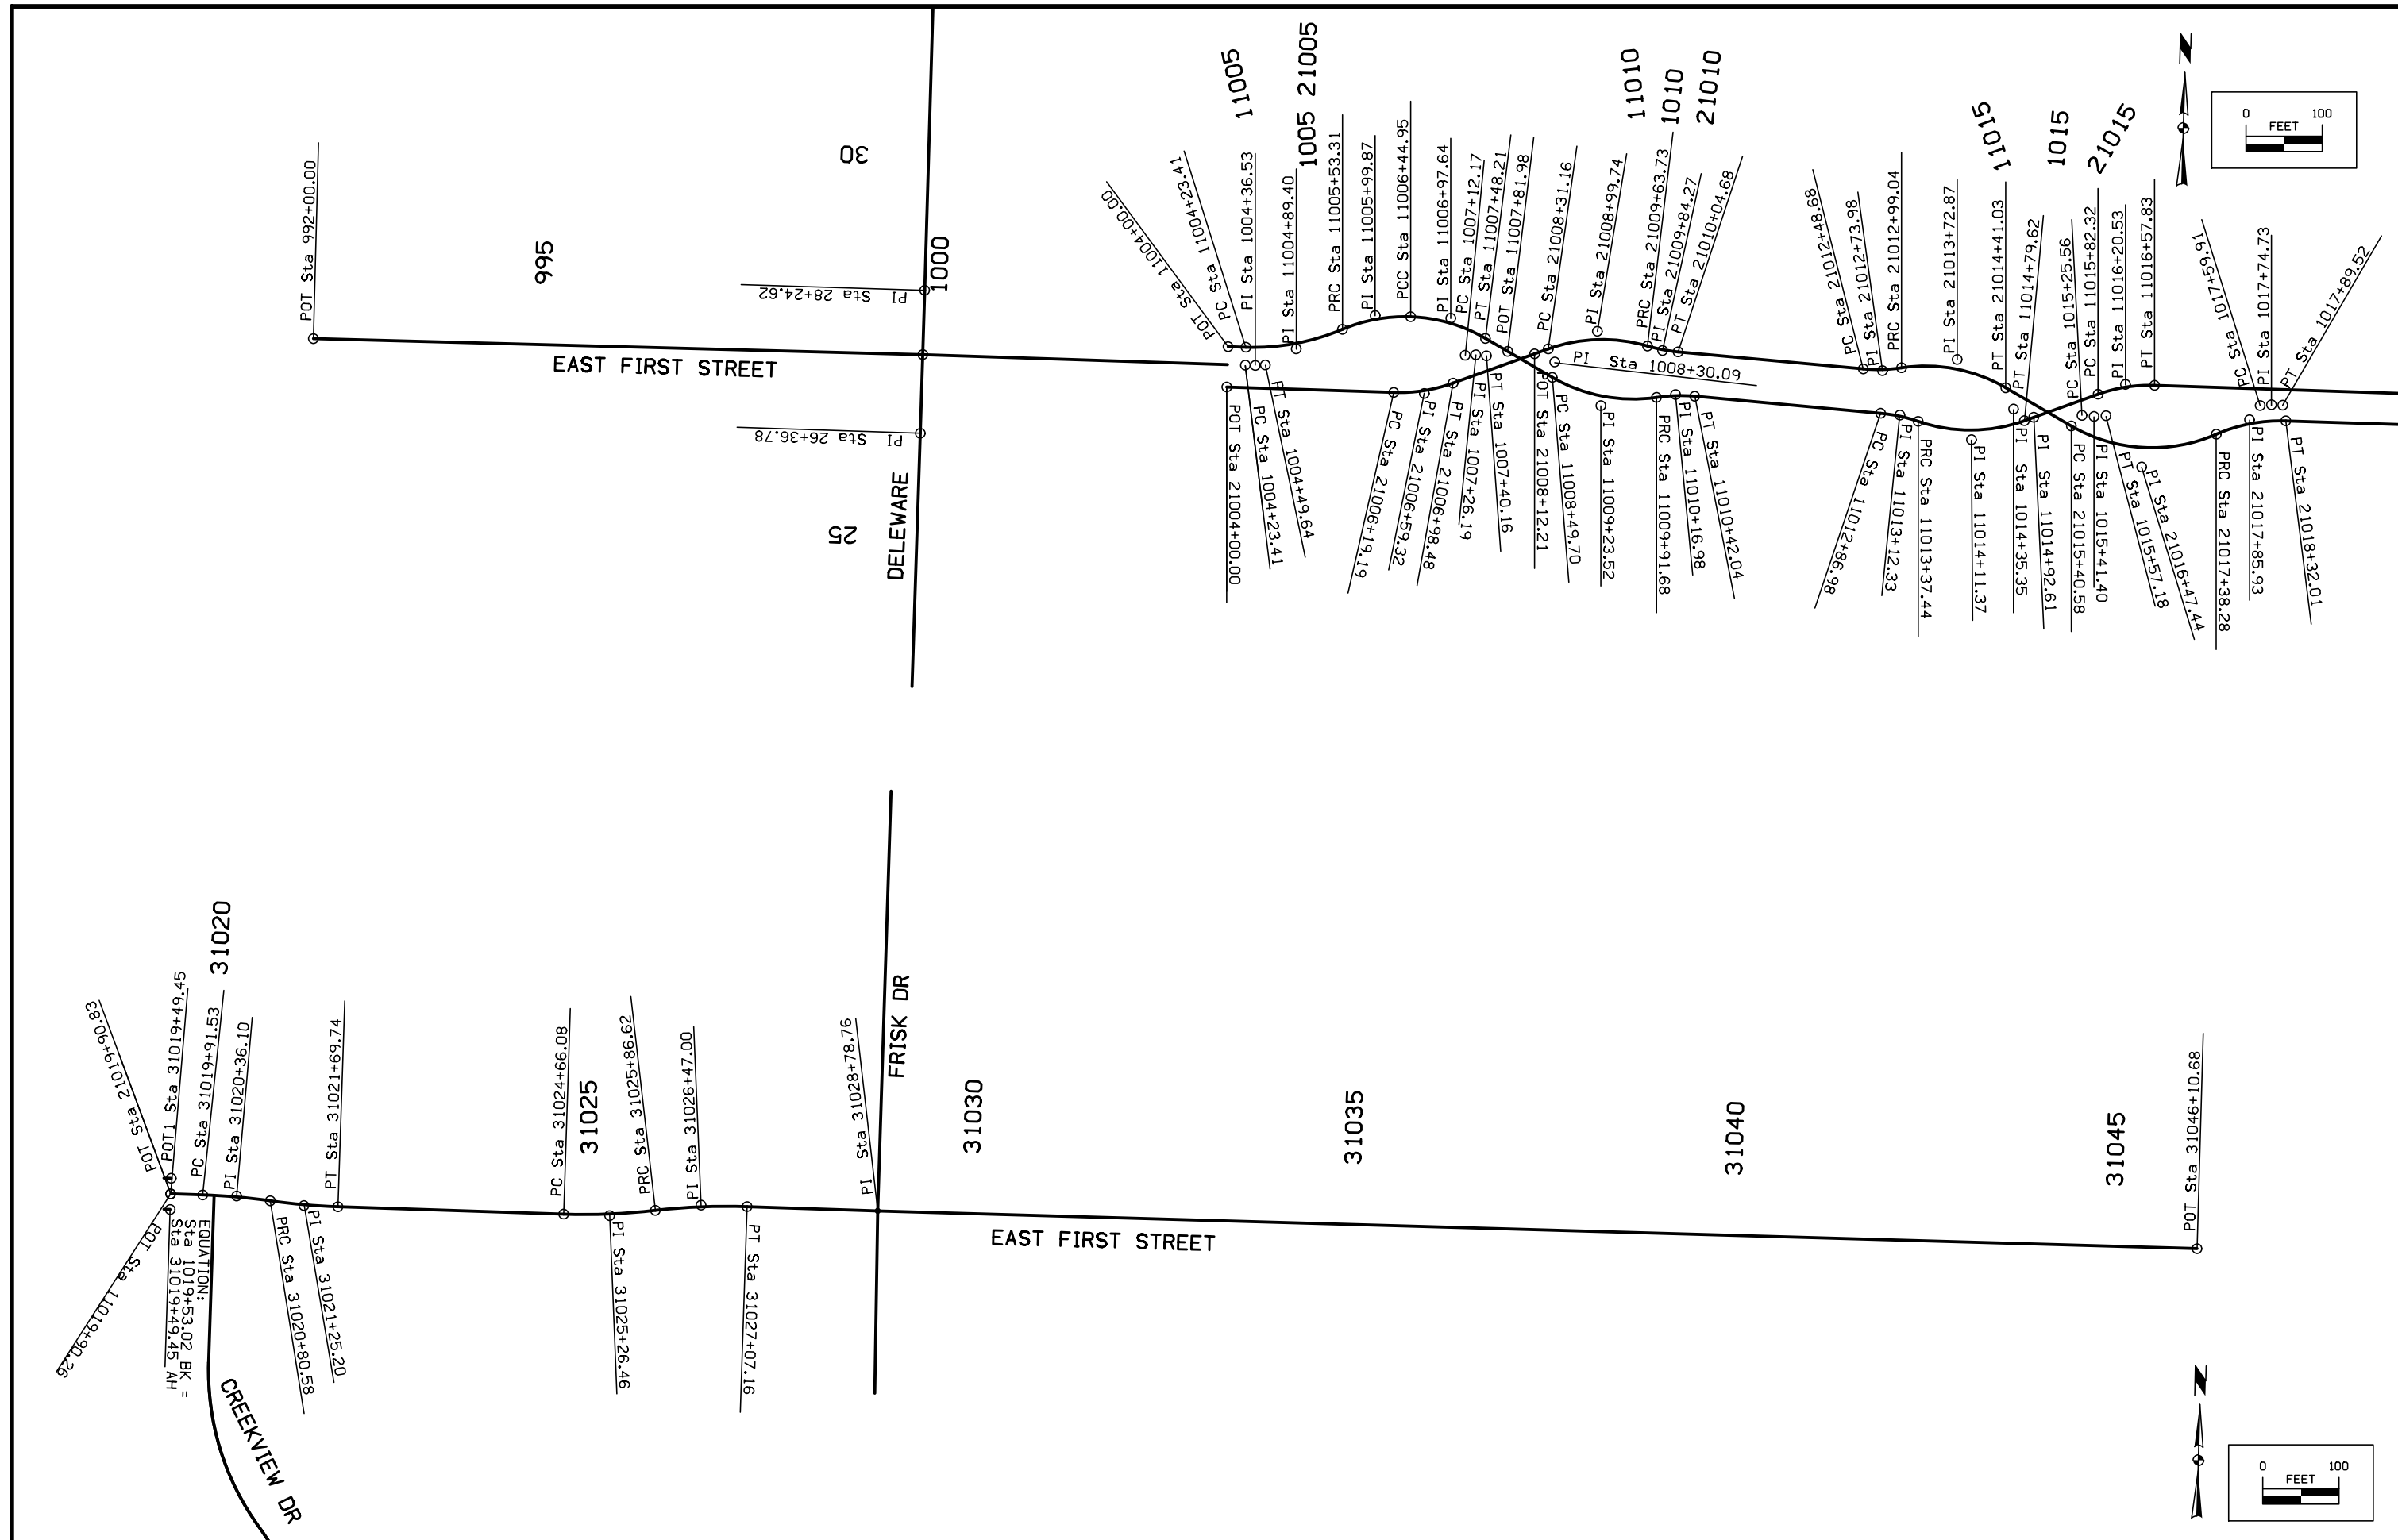 POT Sta 992+00.00
995
30
PI Sta 28+24.62
1000
EAST FIRST STREET
PI Sta 26+36.78
25
DELEWARE
11005
1005 21005
11010
1010
21010
11015
1015
21015
POT Sta 11004+00.00
PC Sta 11004+23.41
PI Sta 1004+36.53
PI Sta 11004+89.40
PRC Sta 11005+53.31
PI Sta 11005+99.87
PCC Sta 11006+44.95
PI Sta 11006+97.64
PC Sta 1007+12.17
PT Sta 11007+48.21
POT Sta 11007+81.98
PC Sta 21008+31.16
PI Sta 21008+99.74
PRC Sta 21009+63.73
PI Sta 21009+84.27
PT Sta 21010+04.68
PC Sta 21012+48.68
PI Sta 21012+73.98
PRC Sta 21012+99.04
PI Sta 21013+72.87
PT Sta 21014+41.03
PT Sta 11014+79.62
PC Sta 1015+25.56
PC Sta 11015+82.32
PI Sta 11016+20.53
PT Sta 11016+57.83
PC Sta 1017+59.91
PI Sta 1017+74.73
PT Sta 1017+89.52
PI Sta 1008+30.09
POT Sta 21004+00.00
PC Sta 1004+23.41
PT Sta 1004+49.64
PC Sta 21006+19.19
PI Sta 21006+59.32
PT Sta 21006+98.48
PI Sta 1007+26.19
PT Sta 1007+40.16
POT Sta 21008+12.21
PC Sta 11008+49.70
PI Sta 11009+23.52
PRC Sta 11009+91.68
PI Sta 11010+16.98
PT Sta 11010+42.04
PC Sta 11012+86.98
PI Sta 11013+12.33
PRC Sta 11013+37.44
PI Sta 11014+11.37
PI Sta 1014+35.35
PI Sta 11014+92.61
PC Sta 21015+40.58
PI Sta 1015+41.40
PT Sta 1015+57.18
PI Sta 21016+47.44
PRC Sta 21017+38.28
PI Sta 21017+85.93
PT Sta 21018+32.01
N
0 100
FEET
31020
POT Sta 21019+90.83
POT1 Sta 31019+49.45
PC Sta 31019+91.53
PI Sta 31020+36.10
PT Sta 31021+69.74
PC Sta 31024+66.08
31025
PRC Sta 31025+86.62
PI Sta 31026+47.00
PI Sta 31028+78.76
FRISK DR
31030
31035
31040
31045
POT Sta 31046+10.68
EAST FIRST STREET
POT Sta 11019+90.26
EQUATION:
Sta 1019+53.02 BK =
Sta 31019+49.45 AH
PRC Sta 31020+80.58
PI Sta 31021+25.20
PI Sta 31025+26.46
PT Sta 31027+07.16
CREEKVIEW DR
N
0 100
FEET